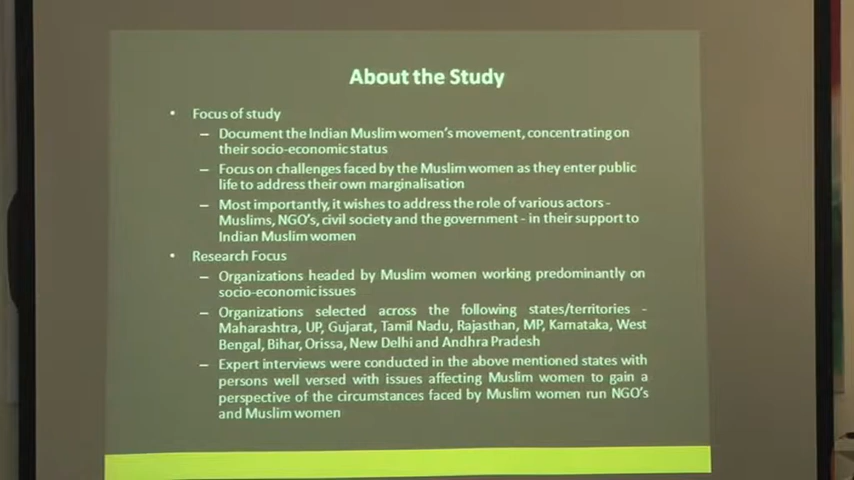 About the Study
• Focus of study
– Document the Indian Muslim women's movement, concentrating on
their socio-economic status
– Focus on challenges faced by the Muslim women as they enter public
life to address their own marginalisation
– Most importantly, it wishes to address the role of various actors -
Muslims, NGO's, civil society and the government - in their support to
Indian Muslim women
• Research Focus
– Organizations headed by Muslim women working predominantly on
socio-economic issues
– Organizations selected across the following states/territories -
Maharashtra, UP, Gujarat, Tamil Nadu, Rajasthan, MP, Karnataka, West
Bengal, Bihar, Orissa, New Delhi and Andhra Pradesh
– Expert interviews were conducted in the above mentioned states with
persons well versed with issues affecting Muslim women to gain a
perspective of the circumstances faced by Muslim women run NGO's
and Muslim women